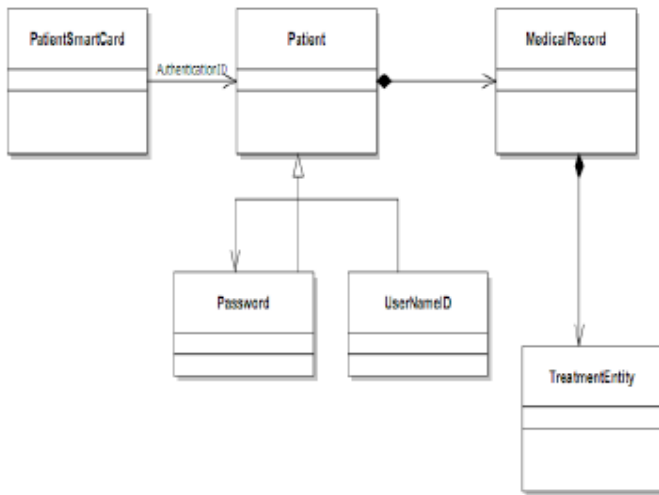 PatientSmartCard
Patient
MedicalRecord
AuthenticationID
Password
UserNameID
TreatmentEntity